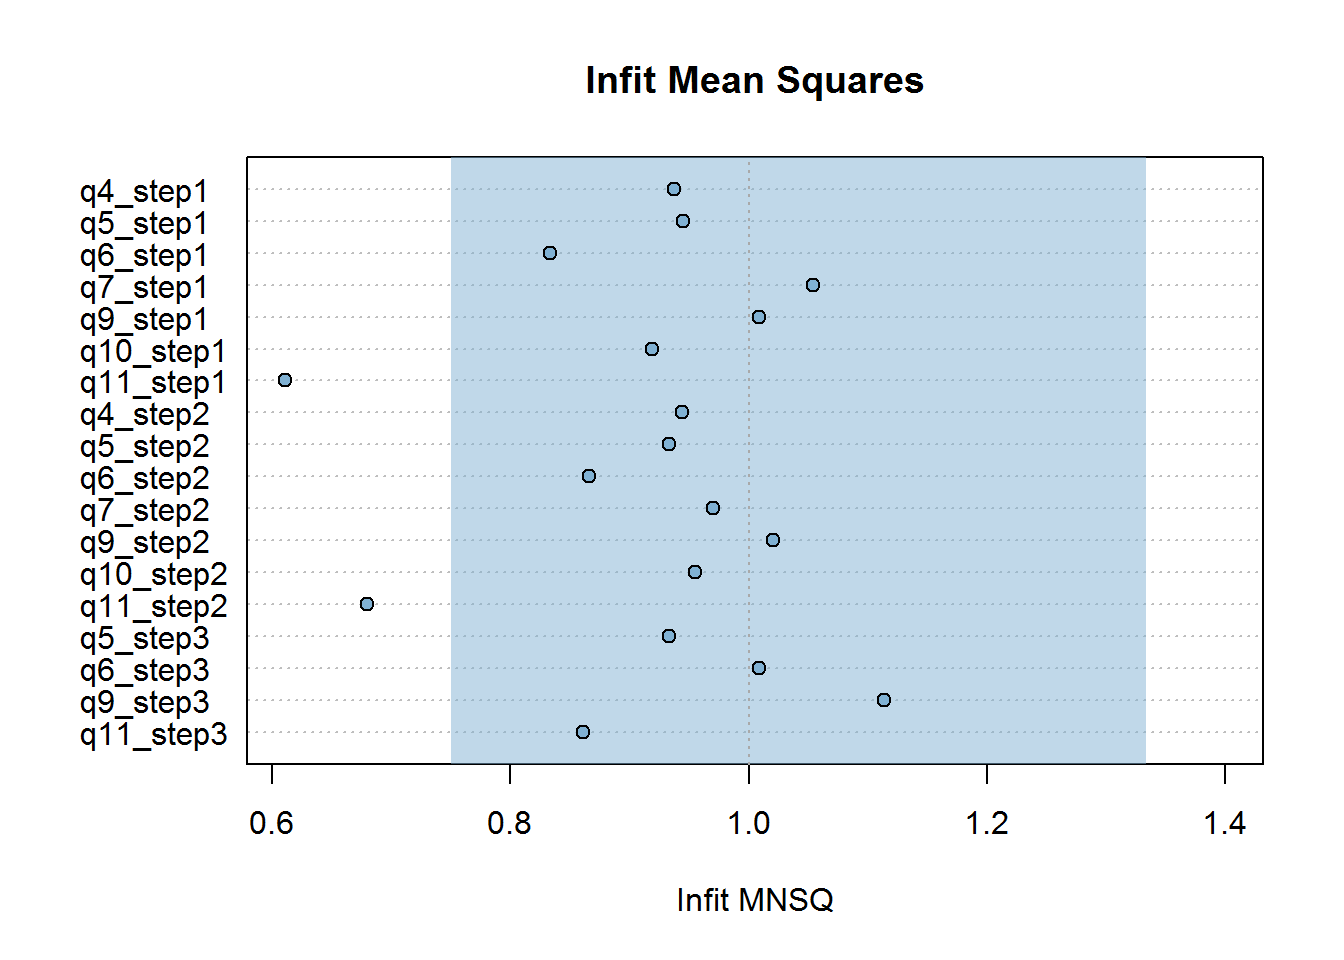 Infit Mean Squares
q4_step1
q5_step1
q6_step1
q7_step1
q9_step1
q10_step1
q11_step1
q4_step2
q5_step2
q6_step2
q7_step2
q9_step2
q10_step2
q11_step2
q5_step3
q6_step3
q9_step3
q11_step3
0.6 0.8 1.0 1.2 1.4
Infit MNSQ